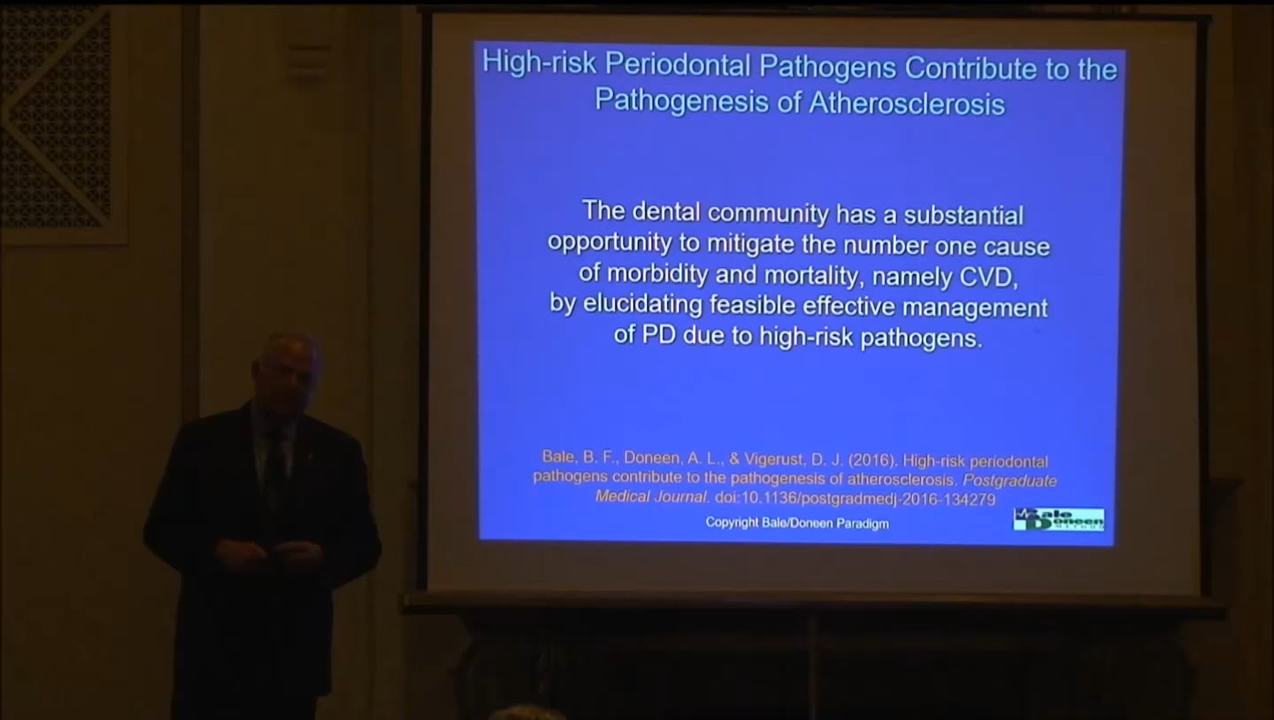 High-risk Periodontal Pathogens Contribute to the
Pathogenesis of Atherosclerosis
The dental community has a substantial
opportunity to mitigate the number one cause
of morbidity and mortality, namely CVD,
by elucidating feasible effective management
of PD due to high-risk pathogens.
Bale, B. F., Doneen, A. L., & Vigerust, D. J. (2016). High-risk periodontal
pathogens contribute to the pathogenesis of atherosclerosis. Postgraduate
Medical Journal. doi:10.1136/postgradmedj-2016-134279
Copyright Bale/Doneen Paradigm
Bale
Doneen
METHOD